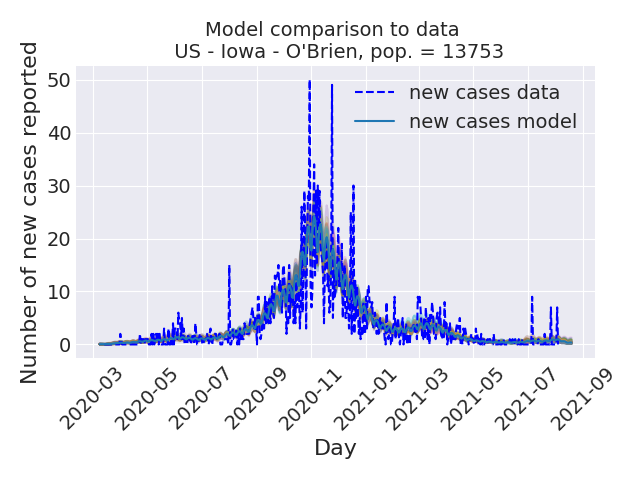 Model comparison to data
US - Iowa - O'Brien, pop. = 13753
Number of new cases reported
50
40
30
20
10
0
new cases data
new cases model
2020-03
2020-05
2020-07
2020-09
2020-11
2021-01
2021-03
2021-05
2021-07
2021-09
Day